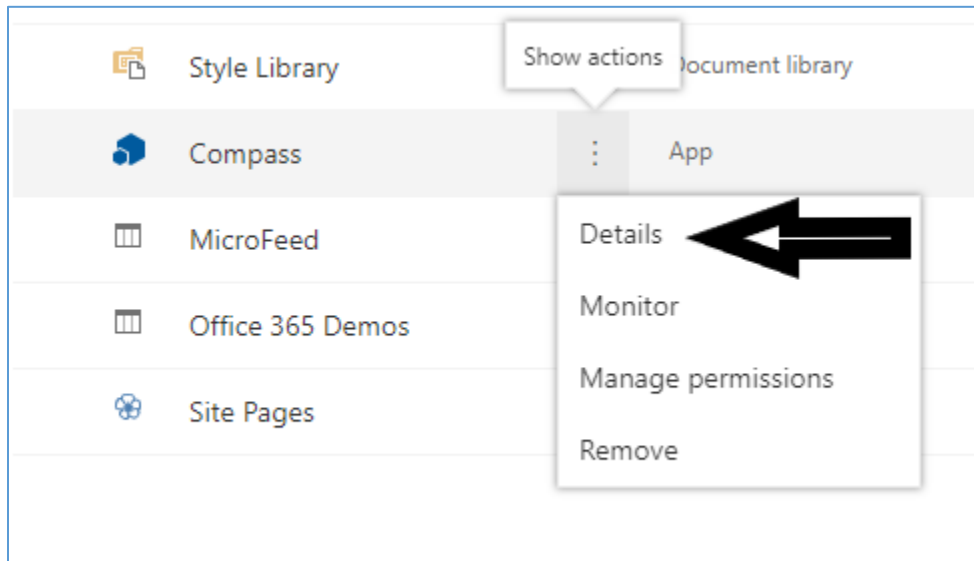 Style Library
Show actions
Document library
Compass
App
MicroFeed
Details
Monitor
Office 365 Demos
Manage permissions
Site Pages
Remove